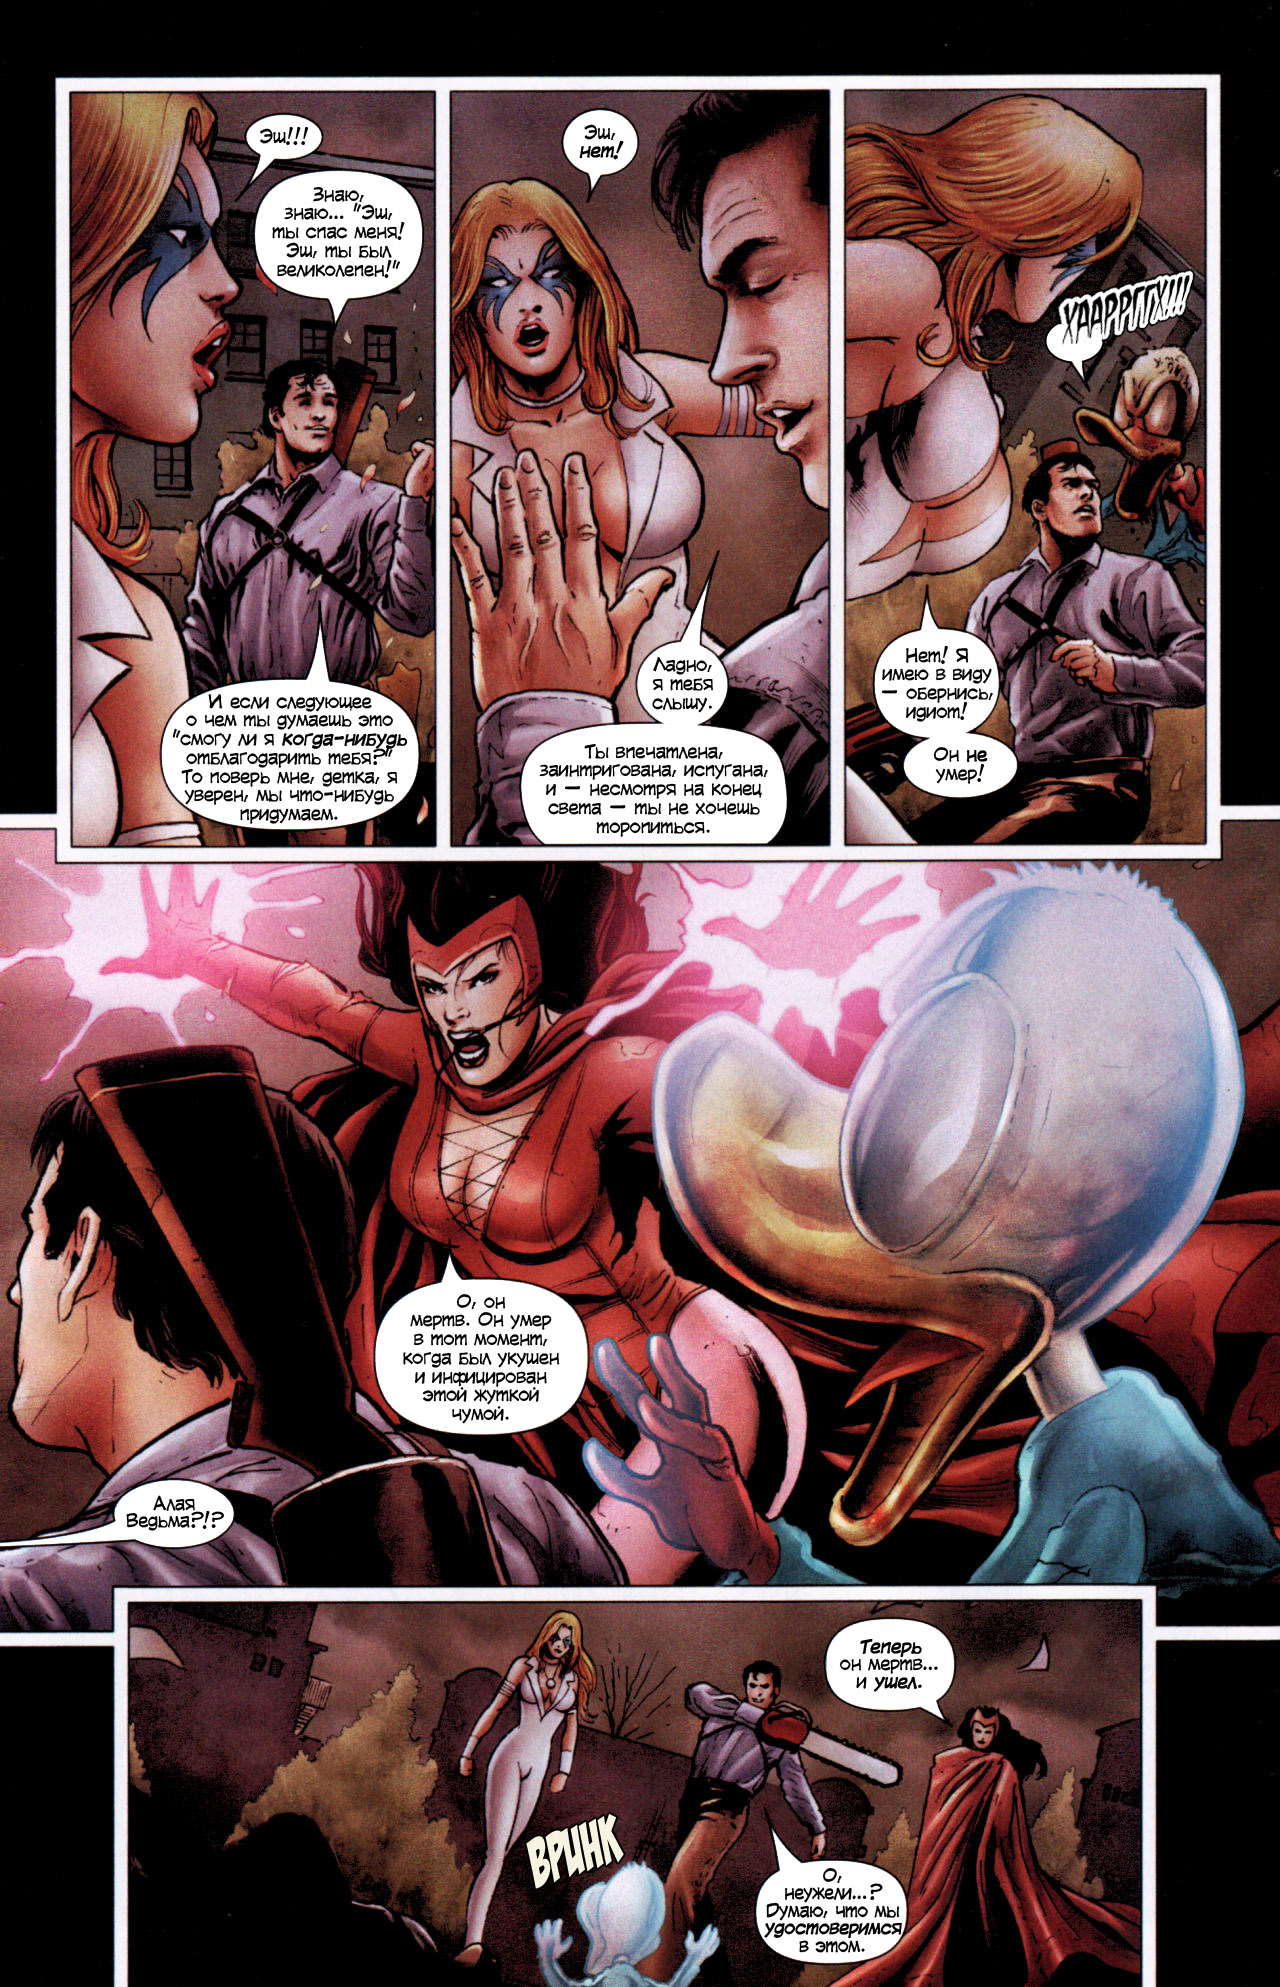 Эш!!!
Знаю,
знаю... "Эш,
ты спас меня!
Эш, ты был
великолепен!"
И если следующее
о чем ты думаешь это
"смогу ли я когда-нибудь
отблагодарить тебя?"
То поверь мне, детка, я
уверен, мы что-нибудь
придумаем.
Эш,
нет!
Ладно,
я тебя
слышу.
Ты впечатлена,
заинтригована, испугана,
и — несмотря на конец
света — ты не хочешь
торопиться.
ХААРРГГХ!!!
Нет! Я
имею в виду
— обернись,
идиот!
Он не
умер!
О, он
мертв. Он умер
в тот момент,
когда был укушен
и инфицирован
этой жуткой
чумой.
Алая
Ведьма?!?
Теперь
он мертв...
и ушел.
ВРИНК
О,
неужели...?
Думаю, что мы
удостоверимся
в этом.